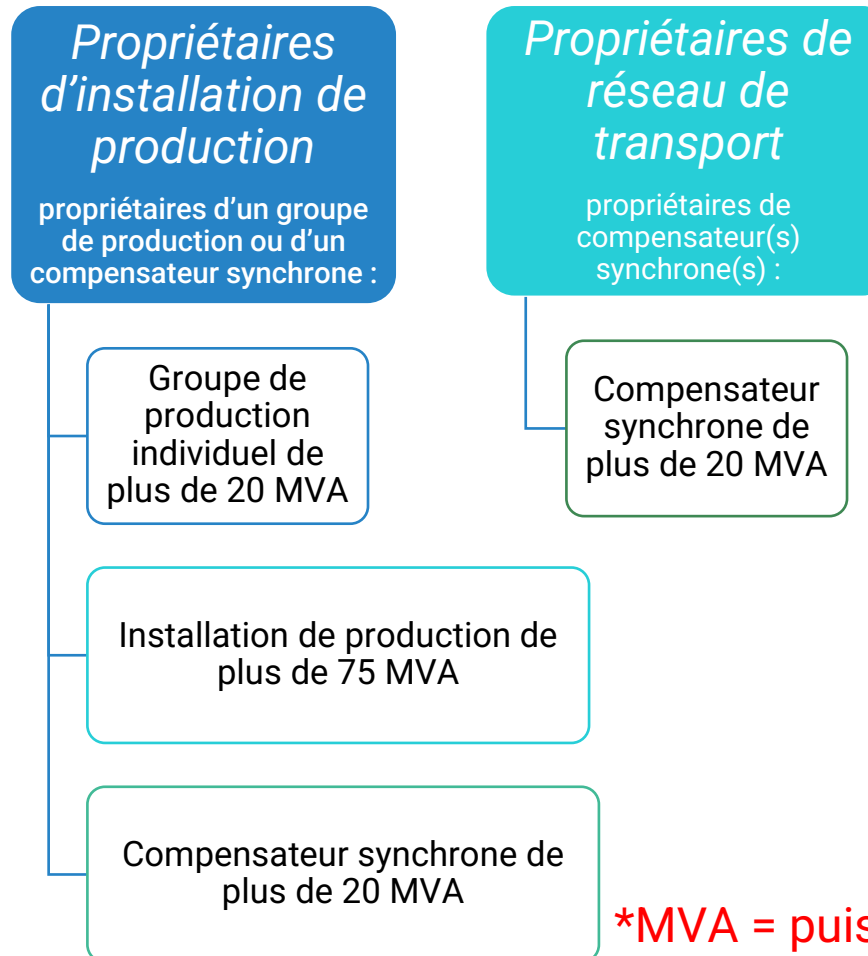 Propriétaires
d’installation de
production
propriétaires d’un groupe
de production ou d’un
compensateur synchrone :
Groupe de
production
individuel de
plus de 20 MVA
Installation de production de
plus de 75 MVA
Compensateur synchrone de
plus de 20 MVA
Propriétaires de
réseau de
transport
propriétaires de
compensateur(s)
synchrone(s) :
Compensateur
synchrone de
plus de 20 MVA
*MVA = puis